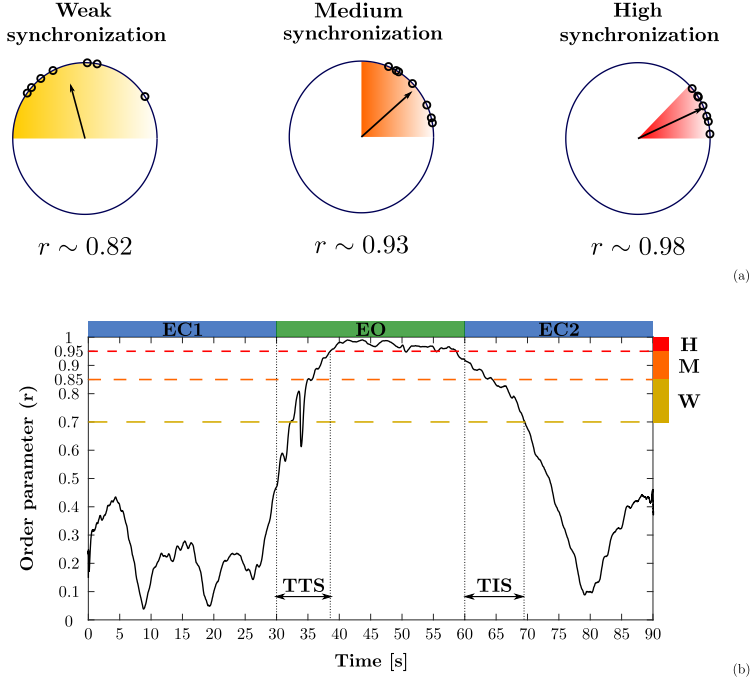 Weak
synchronization
Medium
synchronization
High
synchronization
r ∼ 0.82
r ∼ 0.93
r ∼ 0.98
(a)
EC1
EO
EC2
1
0.95
0.9
0.85
0.8
0.7
0.6
0.5
0.4
0.3
0.2
0.1
0
Order parameter (r)
H
M
W
TTS
TIS
0 5 10 15 20 25 30 35 40 45 50 55 60 65 70 75 80 85 90
Time [s]
(b)